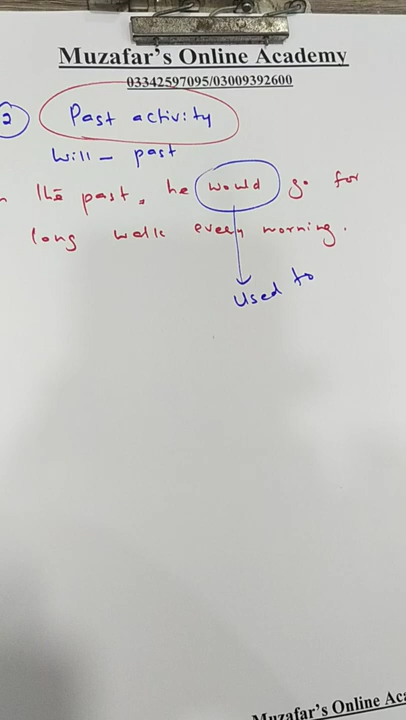 Muzafar's Online Academy
03342597095/03009392600
2 Past activity
Will - past
the past, he would go for
long walk every morning.
Used to
Muzafar's Online Aca